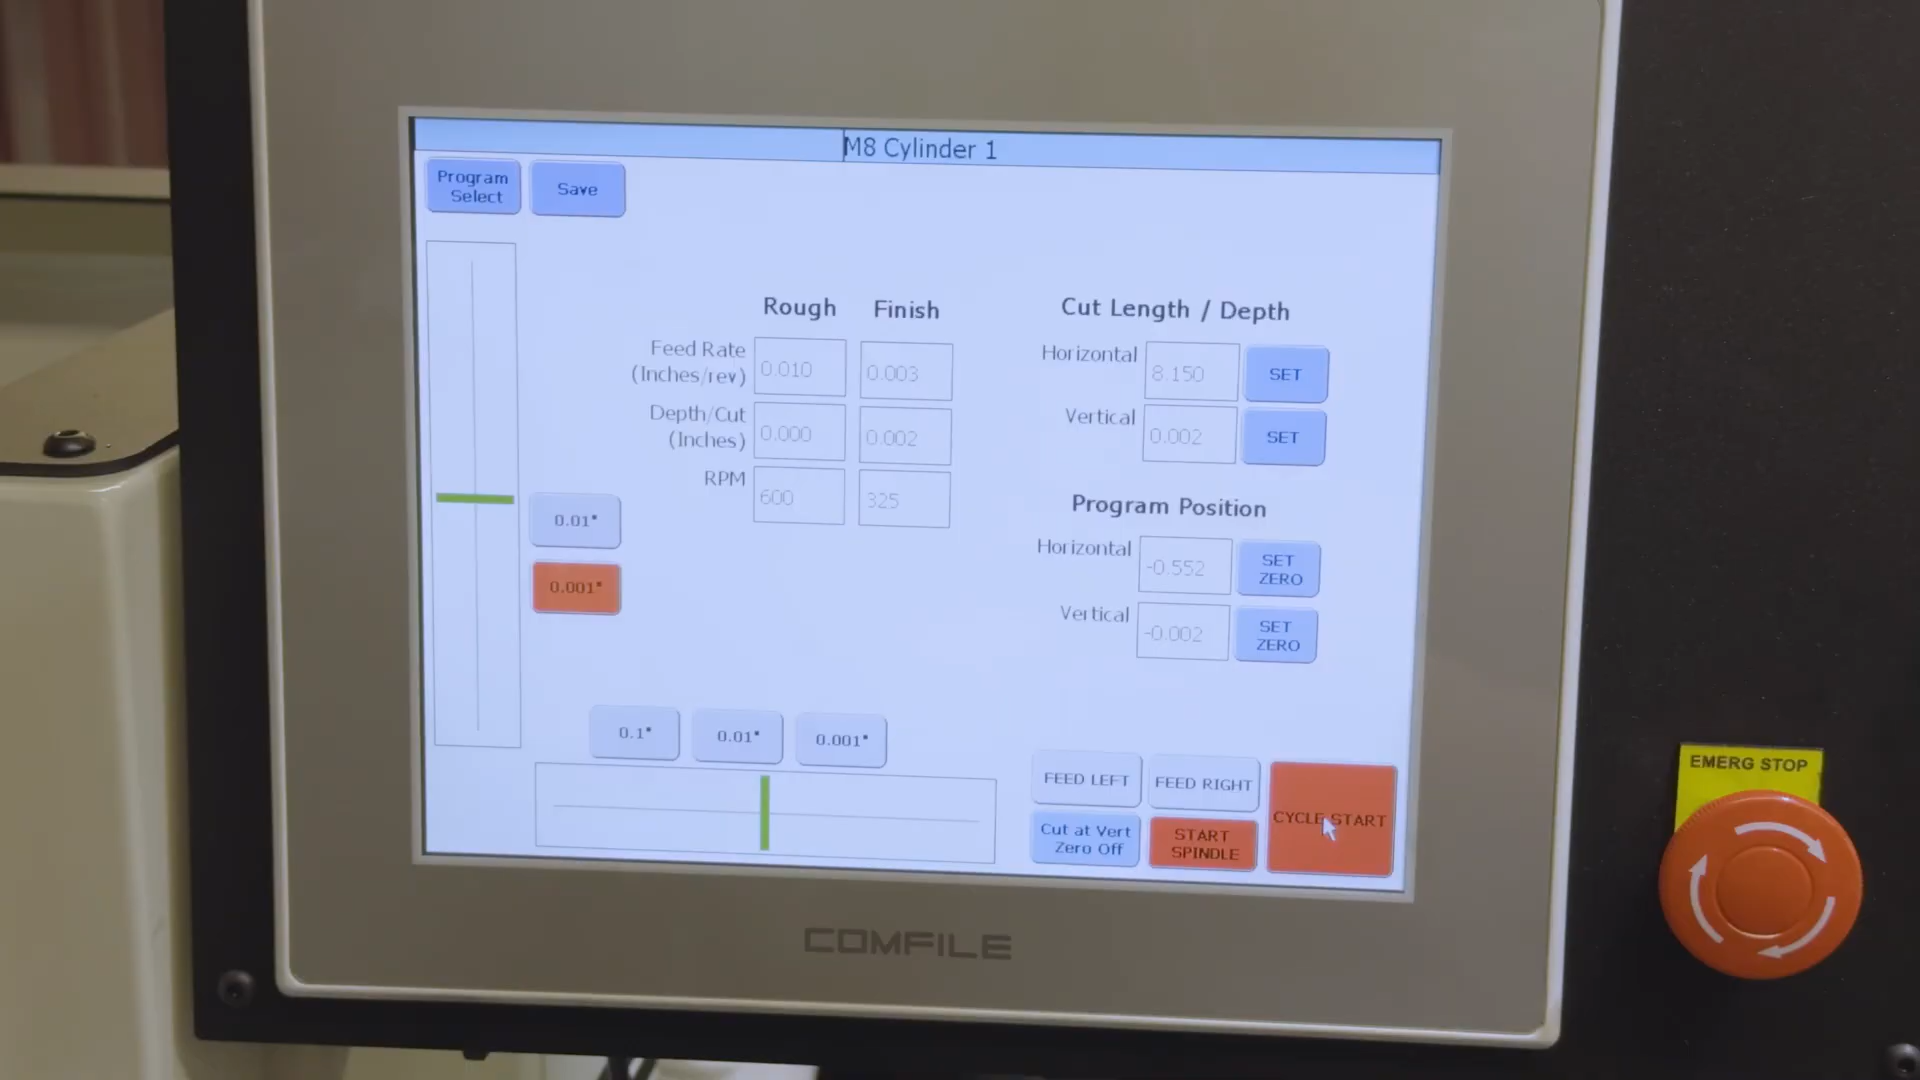 M8 Cylinder 1
Program
Select
Save
Rough
Finish
Feed Rate
(Inches/rev)
0.010
0.003
Depth/Cut
(Inches)
0.000
0.002
RPM
600
325
Cut Length / Depth
Horizontal
8.150
SET
Vertical
0.002
SET
Program Position
Horizontal
-0.552
SET
ZERO
Vertical
-0.002
SET
ZERO
0.01"
0.001"
0.1"
0.01"
0.001"
FEED LEFT
FEED RIGHT
CYCLE START
Cut at Vert
Zero Off
START
SPINDLE
COMFILE
EMERG STOP